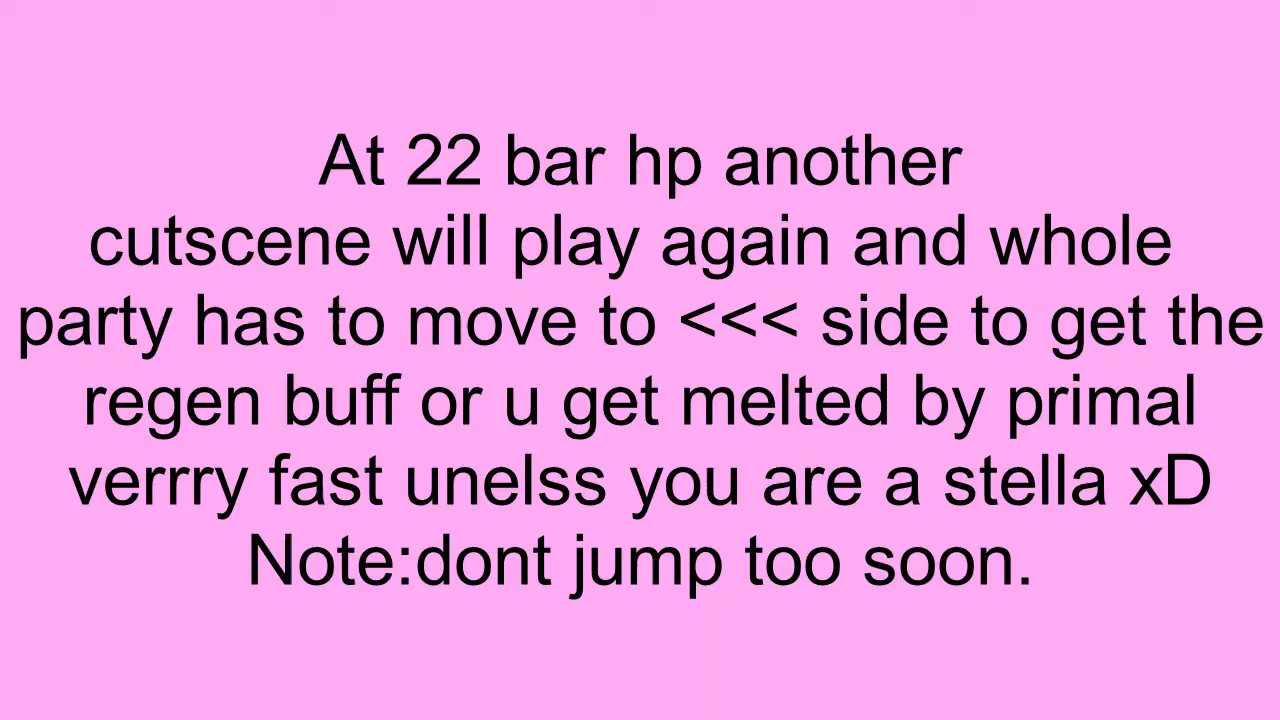 At 22 bar hp another
cutscene will play again and whole
party has to move to <<< side to get the
regen buff or u get melted by primal
verrry fast unelss you are a stella xD
Note:dont jump too soon.